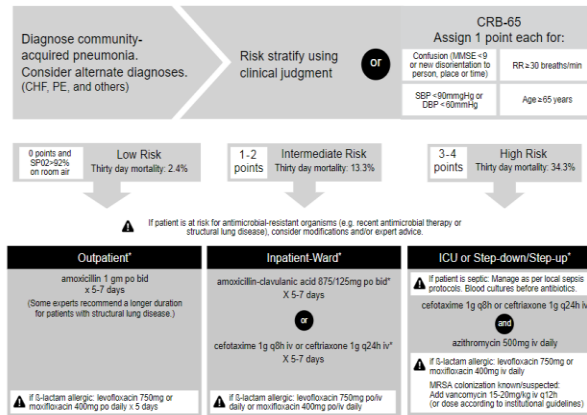 Diagnose community-
acquired pneumonia.
Consider alternate diagnoses.
(CHF, PE, and others)
Risk stratify using
clinical judgment
or
CRB-65
Assign 1 point each for:
Confusion (MMSE <9
or new disorientation to
person, place or time)
RR ≥30 breaths/min
SBP <90mmHg or
DBP <60mmHg
Age ≥65 years
0 points and
SP02>92%
on room air
Low Risk
Thirty day mortality: 2.4%
1-2
points
Intermediate Risk
Thirty day mortality: 13.3%
3-4
points
High Risk
Thirty day mortality: 34.3%
If patient is at risk for antimicrobial-resistant organisms (e.g. recent antimicrobial therapy or
structural lung disease), consider modifications and/or expert advice.
Outpatient*
amoxicillin 1 gm po bid
x 5-7 days
(Some experts recommend a longer duration
for patients with structural lung disease.)
if ß-lactam allergic: levofloxacin 750mg or
moxifloxacin 400mg po daily x 5 days
Inpatient-Ward*
amoxicillin-clavulanic acid 875/125mg po bid*
X 5-7 days
or
cefotaxime 1g q8h iv or ceftriaxone 1g q24h iv*
X 5-7 days
if ß-lactam allergic: levofloxacin 750mg po/iv
daily or moxifloxacin 400mg po/iv daily
ICU or Step-down/Step-up*
If patient is septic: Manage as per local sepsis
protocols. Blood cultures before antibiotics.
cefotaxime 1g q8h or ceftriaxone 1g q24h iv
and
azithromycin 500mg iv daily
if ß-lactam allergic: levofloxacin 750mg or
moxifloxacin 400mg iv daily
MRSA colonization known/suspected:
Add vancomycin 15-20mg/kg iv q12h
(or dose according to institutional guidelines)